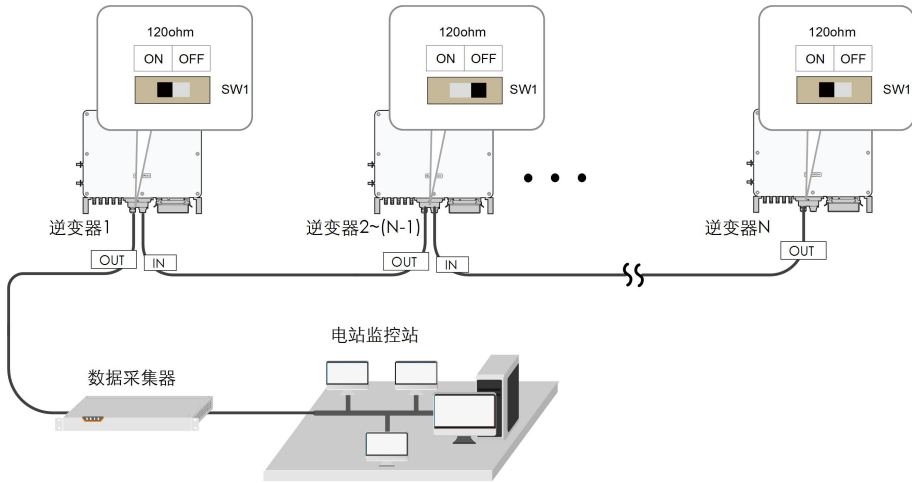 120ohm
ON OFF
SW1
120ohm
ON OFF
SW1
120ohm
ON OFF
SW1
逆变器1
逆变器2~(N-1)
逆变器N
OUT
IN
OUT
IN
OUT
电站监控站
数据采集器